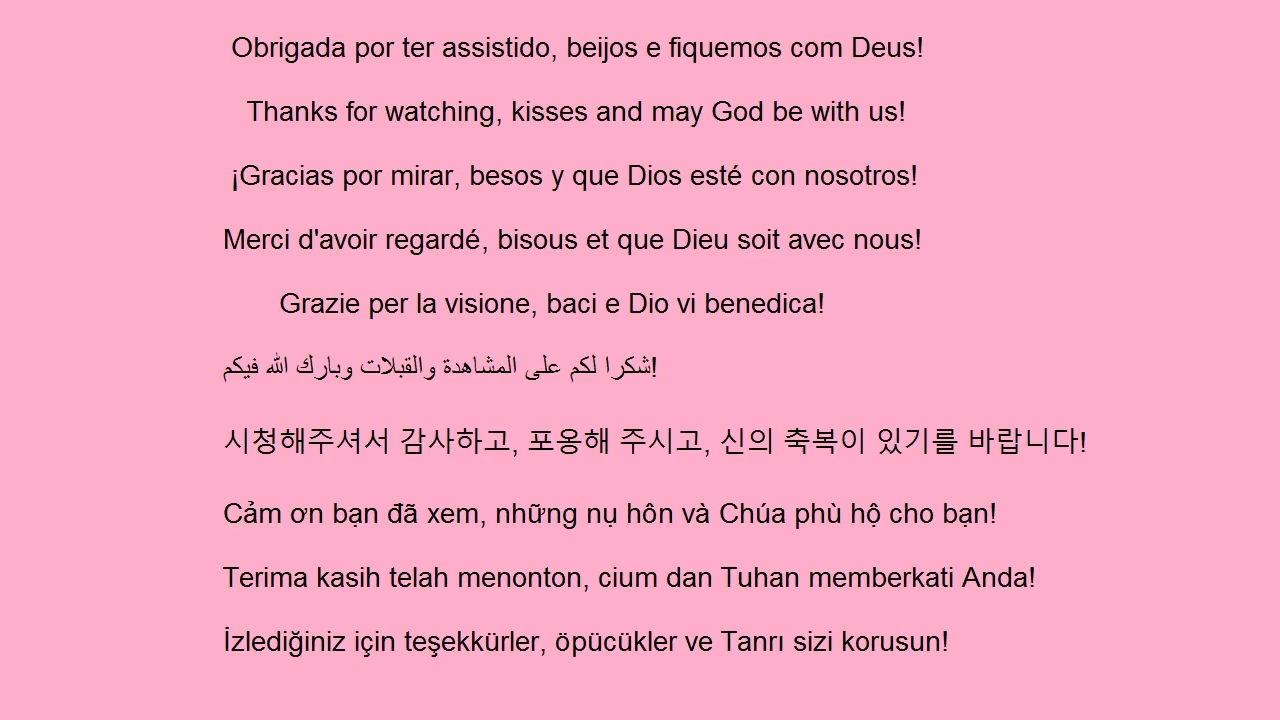 Obrigada por ter assistido, beijos e fiquemos com Deus!
Thanks for watching, kisses and may God be with us!
¡Gracias por mirar, besos y que Dios esté con nosotros!
Merci d'avoir regardé, bisous et que Dieu soit avec nous!
Grazie per la visione, baci e Dio vi benedica!
شكرا لكم على المشاهدة والقبلات وبارك الله فيكم!
시청해주셔서 감사하고, 포옹해 주시고, 신의 축복이 있기를 바랍니다!
Cảm ơn bạn đã xem, những nụ hôn và Chúa phù hộ cho bạn!
Terima kasih telah menonton, cium dan Tuhan memberkati Anda!
İzlediğiniz için teşekkürler, öpücükler ve Tanrı sizi korusun!